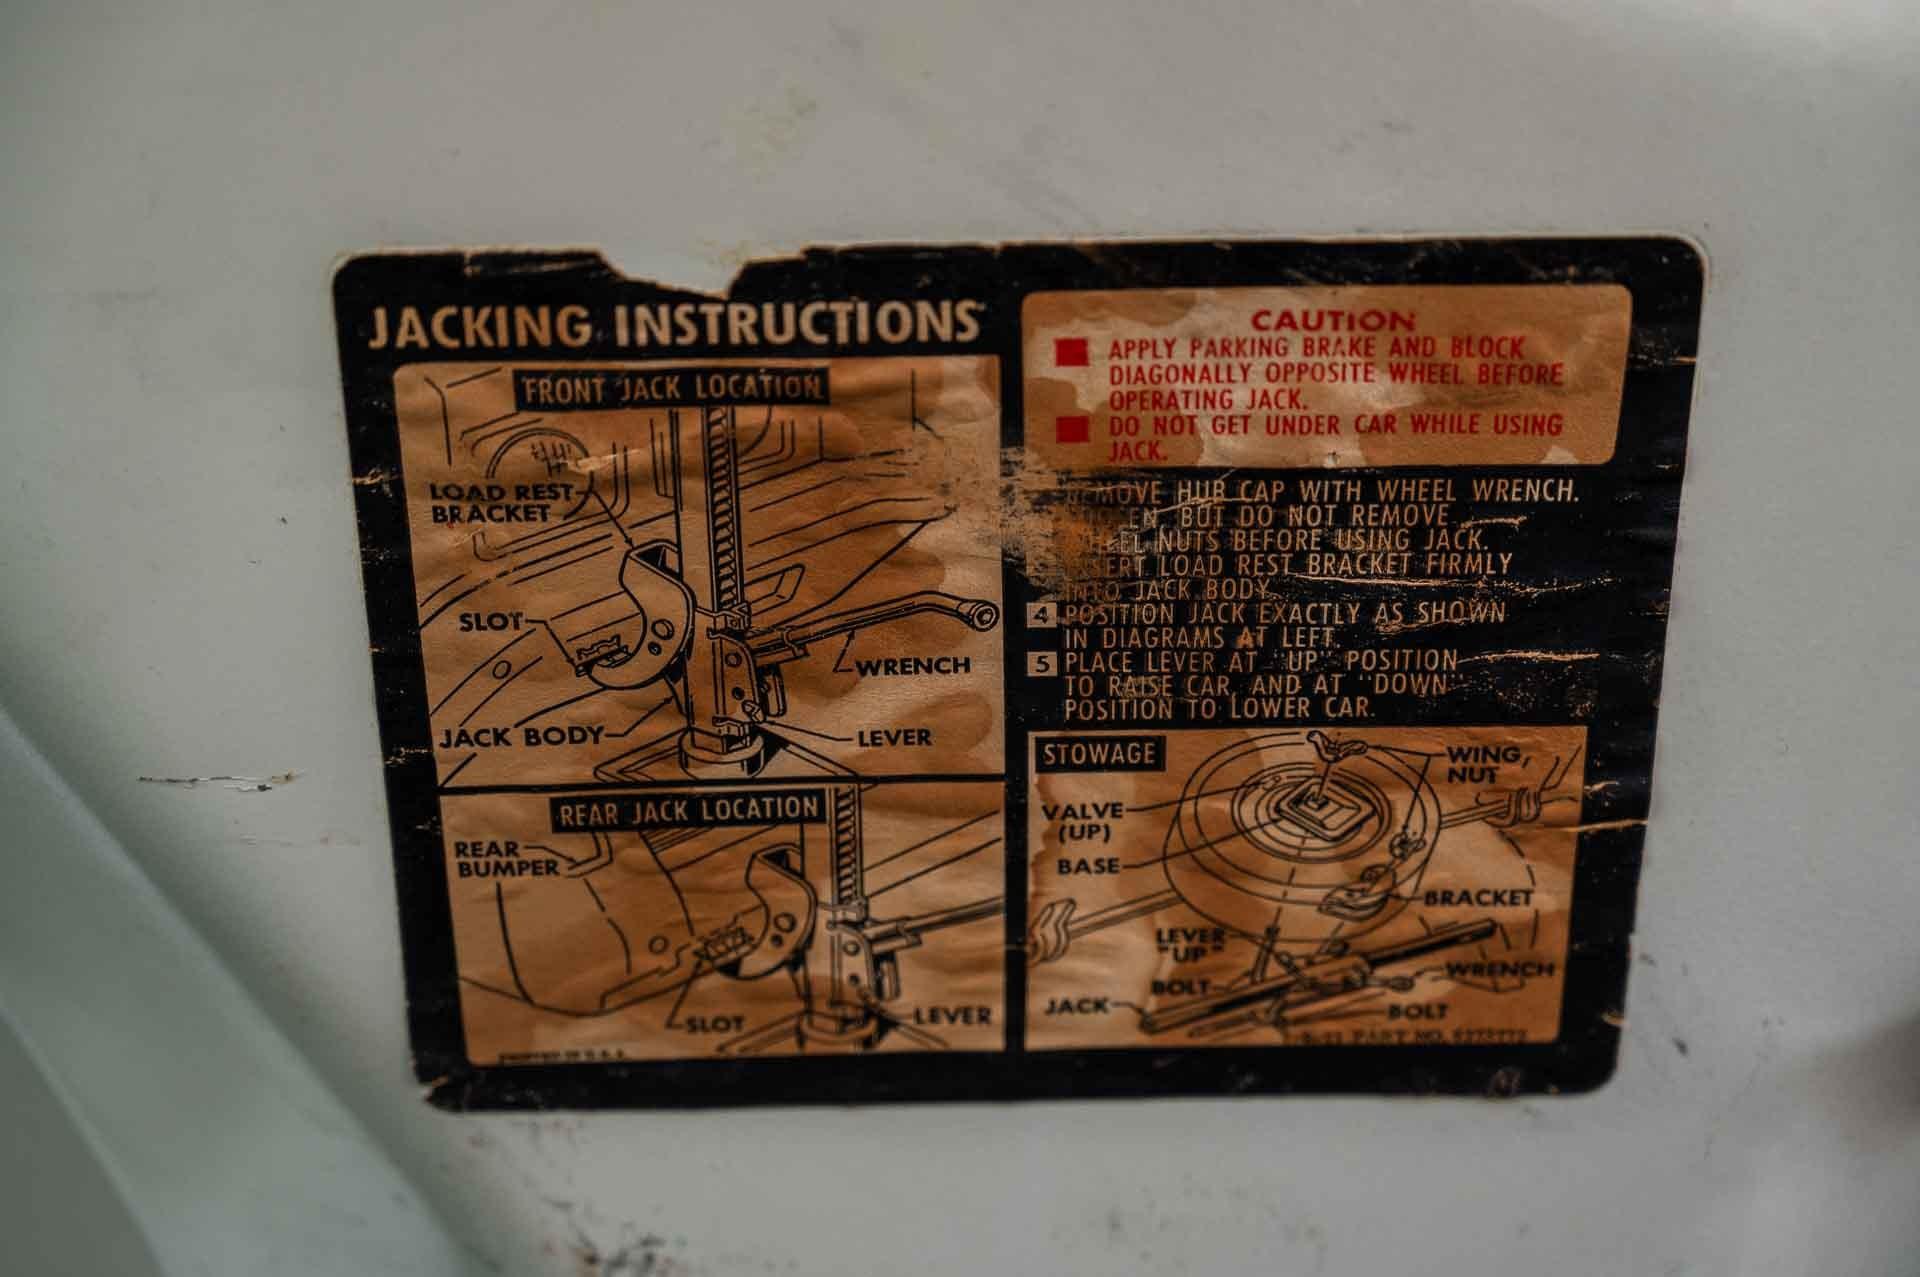 JACKING INSTRUCTIONS
FRONT JACK LOCATION
LOAD REST
BRACKET
SLOT
WRENCH
JACK BODY
LEVER
REAR JACK LOCATION
REAR
BUMPER
SLOT
LEVER
CAUTION
APPLY PARKING BRAKE AND BLOCK
DIAGONALLY OPPOSITE WHEEL BEFORE
OPERATING JACK.
DO NOT GET UNDER CAR WHILE USING
JACK.
HUB CAP WITH WHEEL WRENCH.
BUT DO NOT REMOVE
NUTS BEFORE USING JACK.
LOAD REST BRACKET FIRMLY
INTO JACK BODY
4 POSITION JACK EXACTLY AS SHOWN
IN DIAGRAMS AT LEFT.
5 PLACE LEVER AT "UP" POSITION
TO RAISE CAR, AND AT "DOWN"
POSITION TO LOWER CAR.
STOWAGE
WING
NUT
VALVE
(UP)
BASE
BRACKET
LEVER
"UP"
WRENCH
BOLT
JACK
BOLT
PART NO.